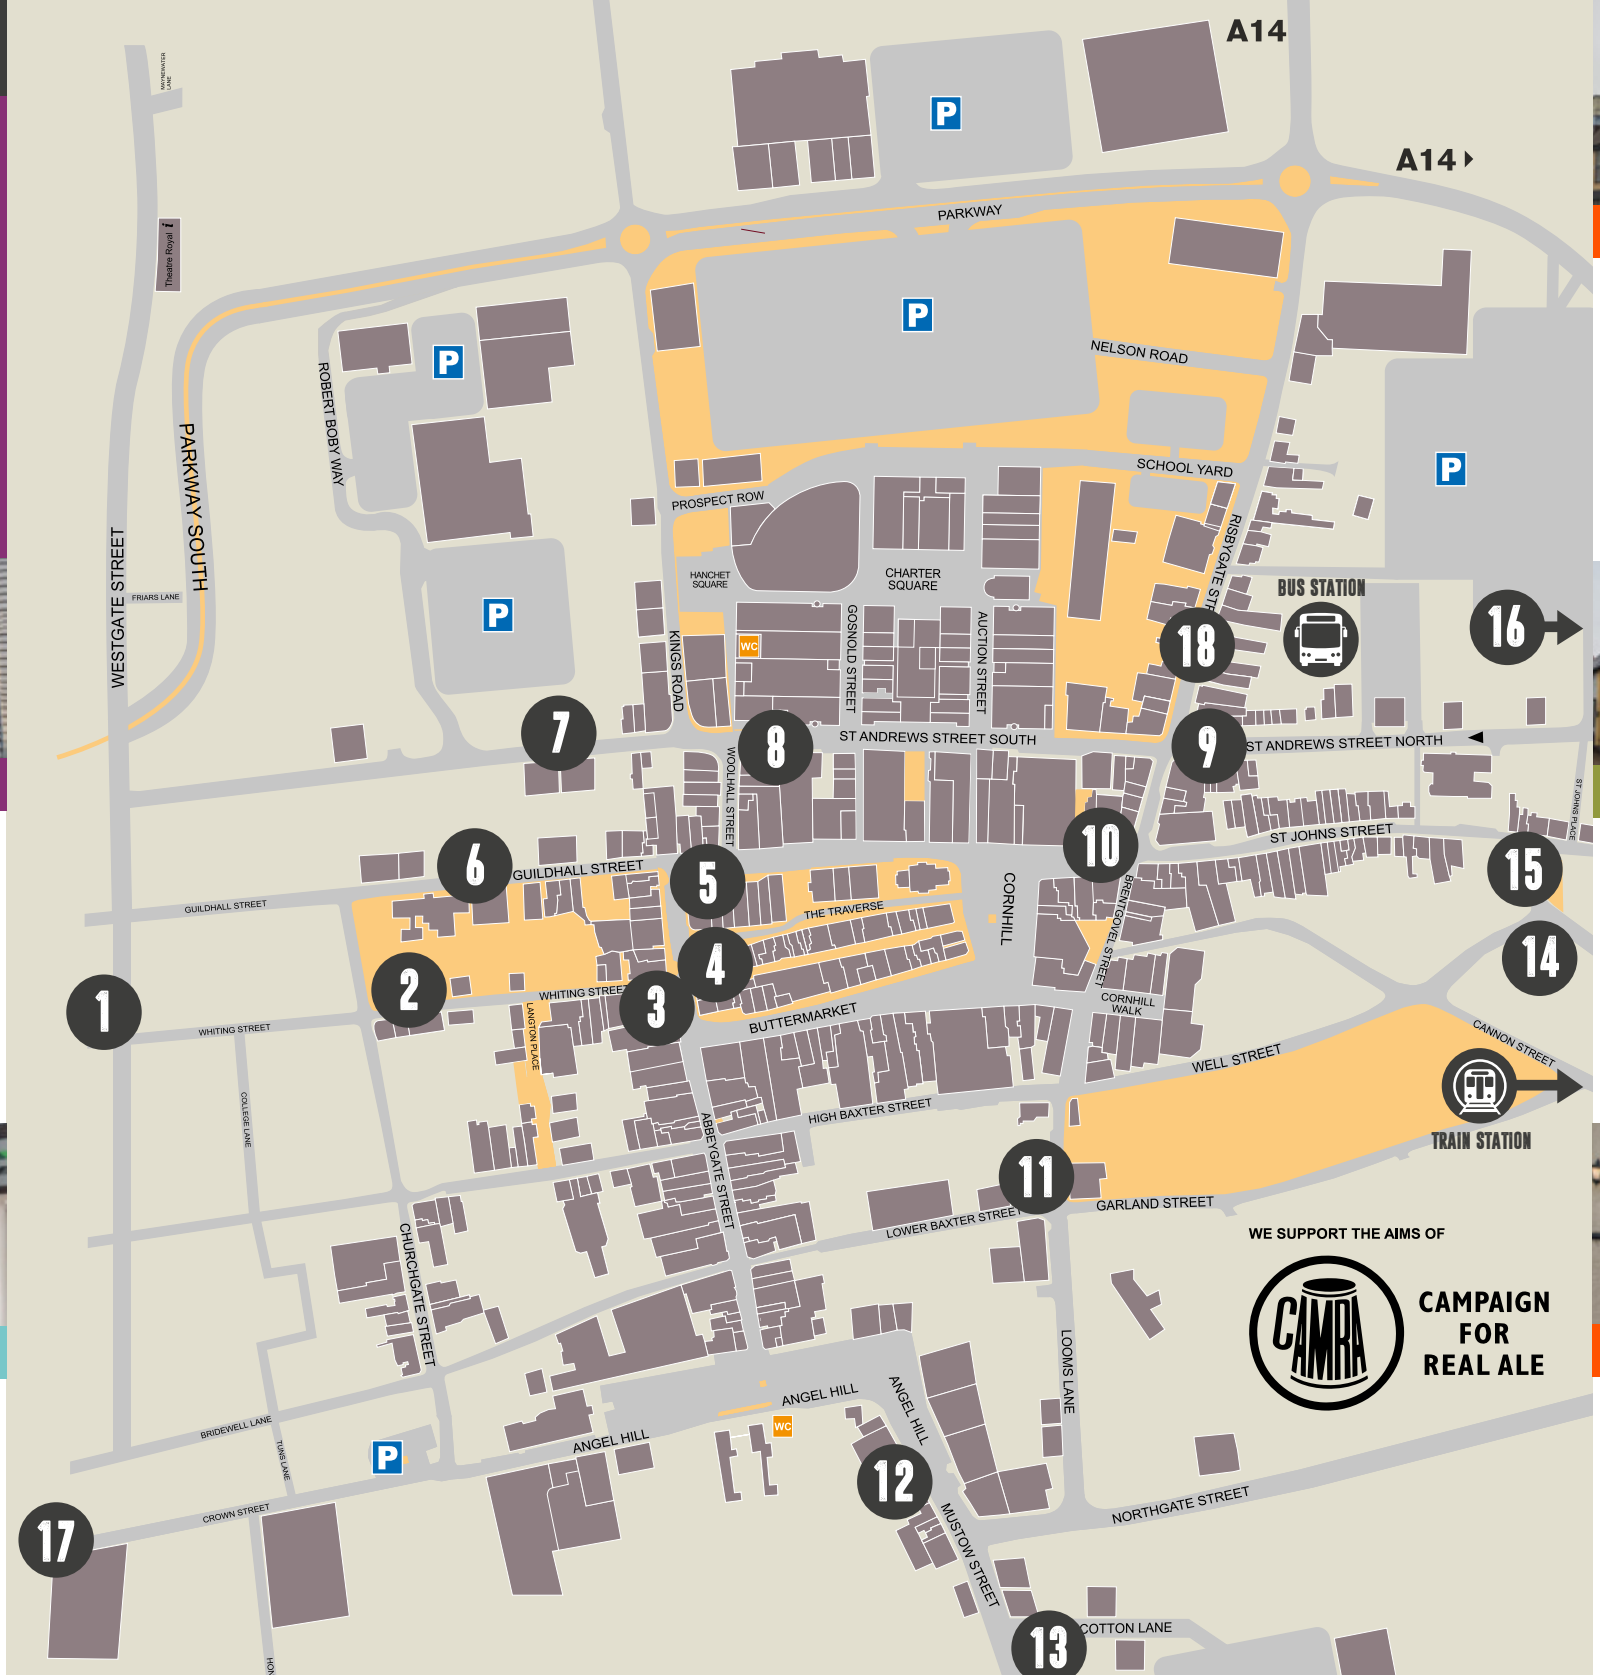 A14
MAYNEWATER
LANE
P
A14
PARKWAY
Theatre Royal i
P
NELSON ROAD
P
ROBERT BOBY WAY
PARKWAY SOUTH
SCHOOL YARD
P
PROSPECT ROW
RISBYGATE STR
WESTGATE STREET
HANCHET
SQUARE
CHARTER
SQUARE
BUS STATION
FRIARS LANE
P
16
18
WC
KINGS ROAD
GOSNOLD STREET
AUCTION STREET
7
8
ST ANDREWS STREET SOUTH
9
ST ANDREWS STREET NORTH
WOOLHALL STREET
ST JOHNS PLACE
ST JOHNS STREET
10
6
GUILDHALL STREET
5
15
CORNHILL
BRENTGOVEL STREET
GUILDHALL STREET
THE TRAVERSE
4
14
2
WHITING STREET
3
1
CORNHILL
WALK
BUTTERMARKET
WHITING STREET
LANGTON PLACE
CANNON STREET
WELL STREET
COLLEGE LANE
HIGH BAXTER STREET
ABBEYGATE STREET
TRAIN STATION
11
GARLAND STREET
LOWER BAXTER STREET
CHURCHGATE STREET
WE SUPPORT THE AIMS OF
CAMRA
CAMPAIGN
FOR
REAL ALE
LOOMS LANE
ANGEL HILL
ANGEL HILL
WC
BRIDEWELL LANE
ANGEL HILL
TUNS LANE
P
12
CROWN STREET
NORTHGATE STREET
17
MUSTOW STREET
13
COTTON LANE
HON